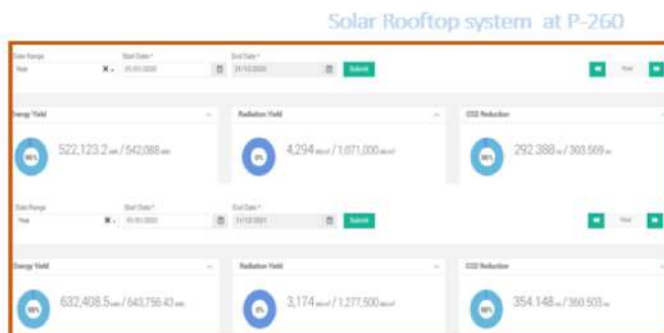 Solar Rooftop system at P-260
Date Range Start Date * End Date *
Year 01/01/2020 31/12/2020 Submit Year
Energy Yield Radiation Yield CO2 Reduction
96% 522,123.2 / 542,088 0% 4,294 / 1,071,000 96% 292.388 / 303.569
Date Range Start Date * End Date *
Year 01/01/2021 31/12/2021 Submit Year
Energy Yield Radiation Yield CO2 Reduction
98% 632,408.5 / 643,756.43 0% 3,174 / 1,277,500 98% 354.148 / 360.503